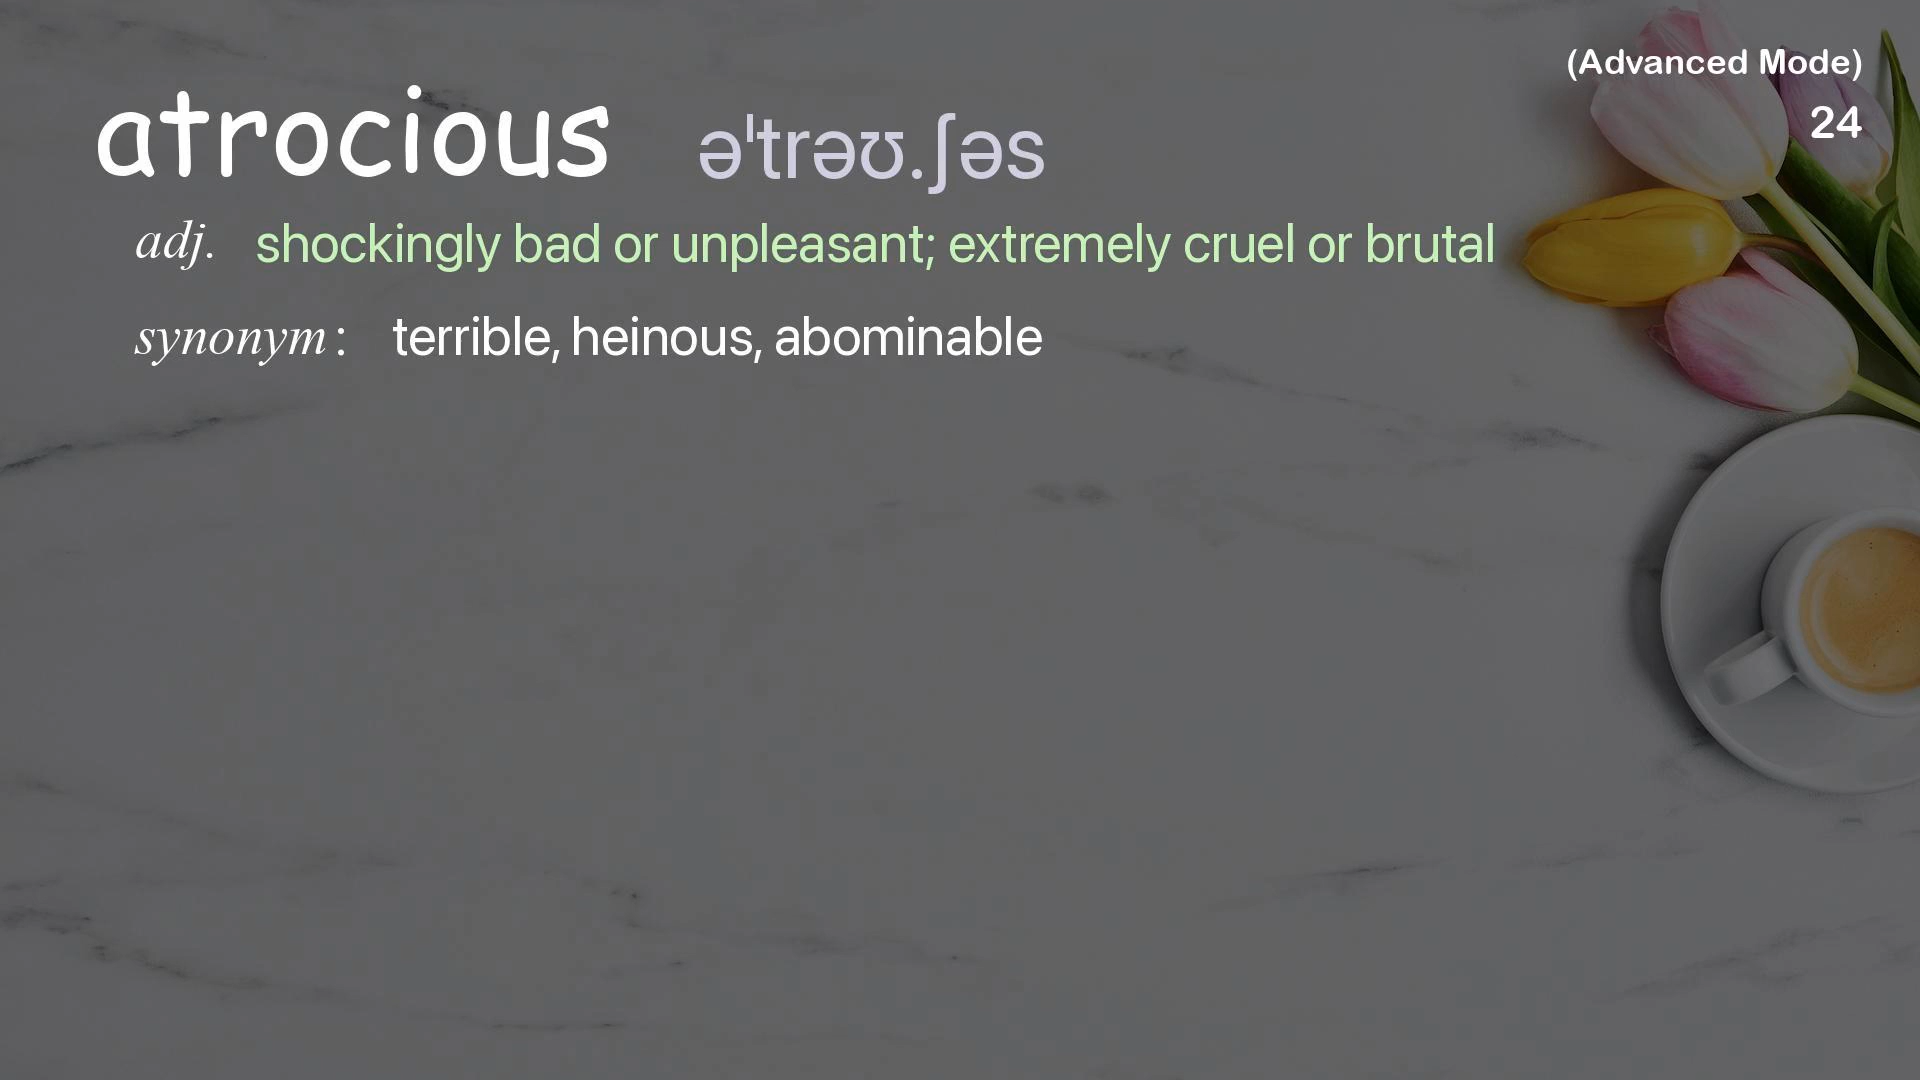 (Advanced Mode)
24
atrocious əˈtrəʊ.ʃəs
adj. shockingly bad or unpleasant; extremely cruel or brutal
synonym : terrible, heinous, abominable